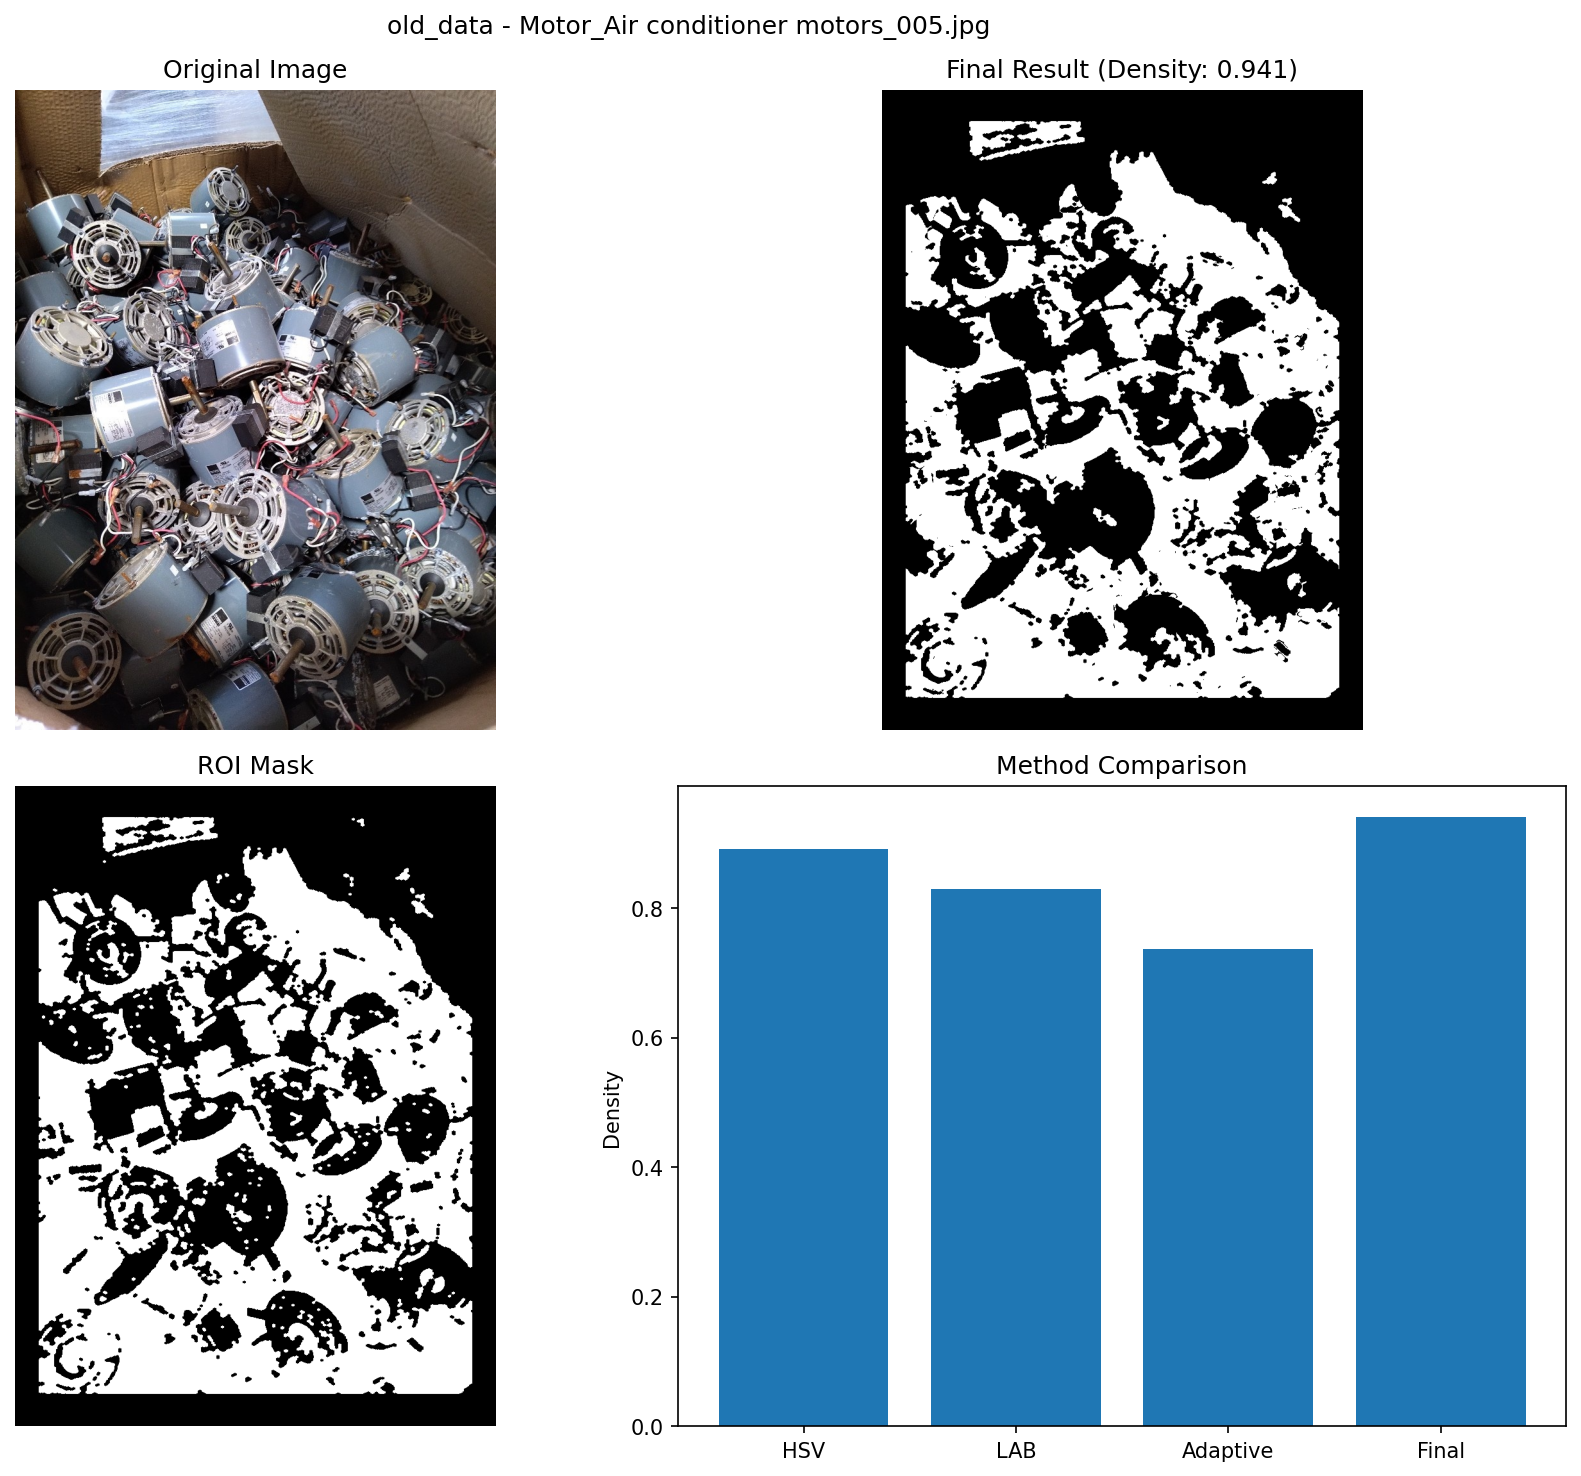 old_data - Motor_Air conditioner motors_005.jpg
Original Image
Final Result (Density: 0.941)
ROI Mask
Method Comparison
Density
0.8
0.6
0.4
0.2
0.0
HSV
LAB
Adaptive
Final